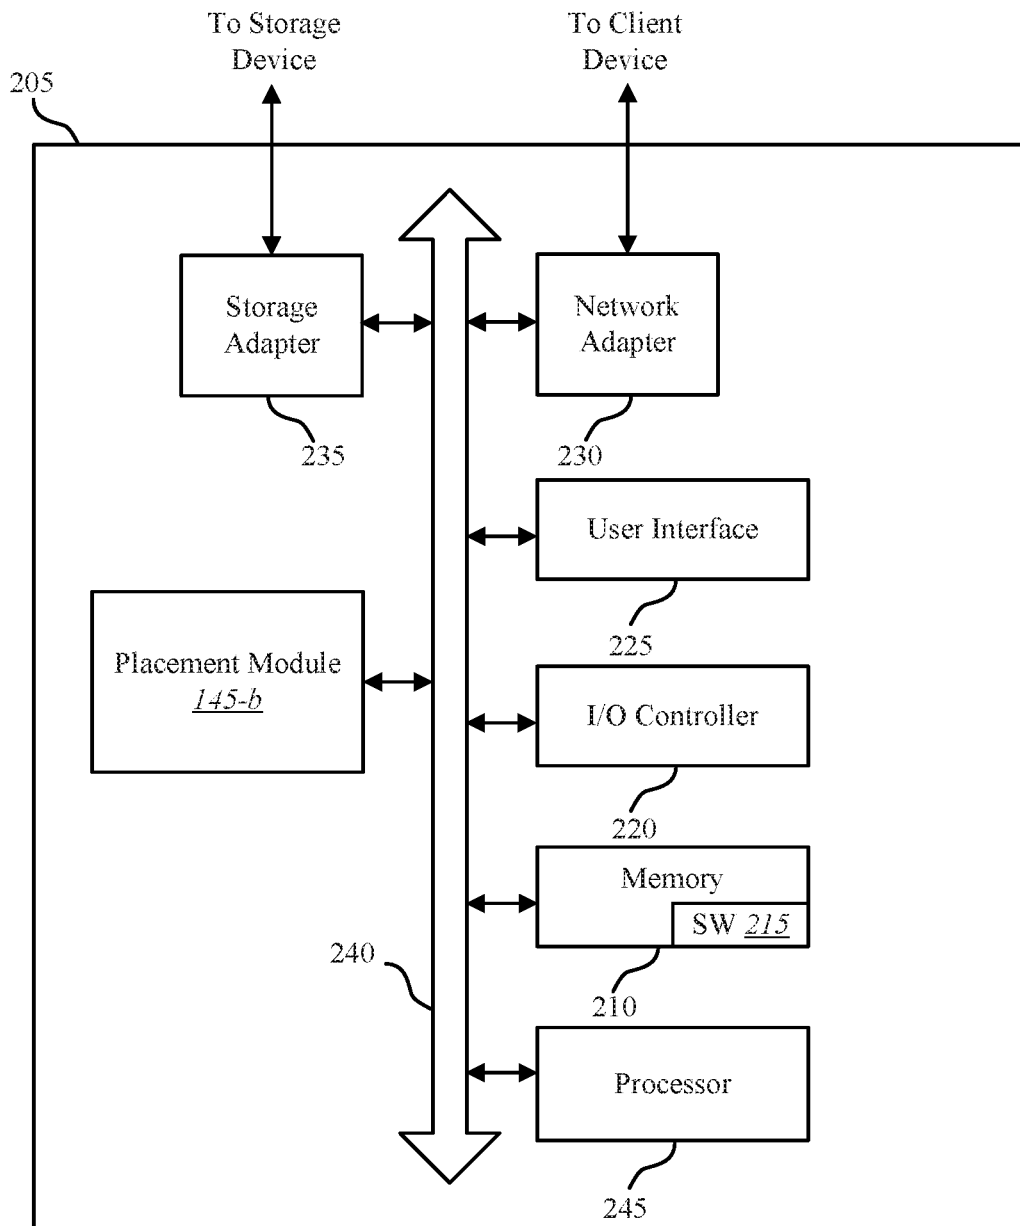 To Storage
Device
To Client
Device
205
Storage
Adapter
Network
Adapter
235
230
User Interface
225
Placement Module
145-b
I/O Controller
220
Memory
SW 215
240
210
Processor
245